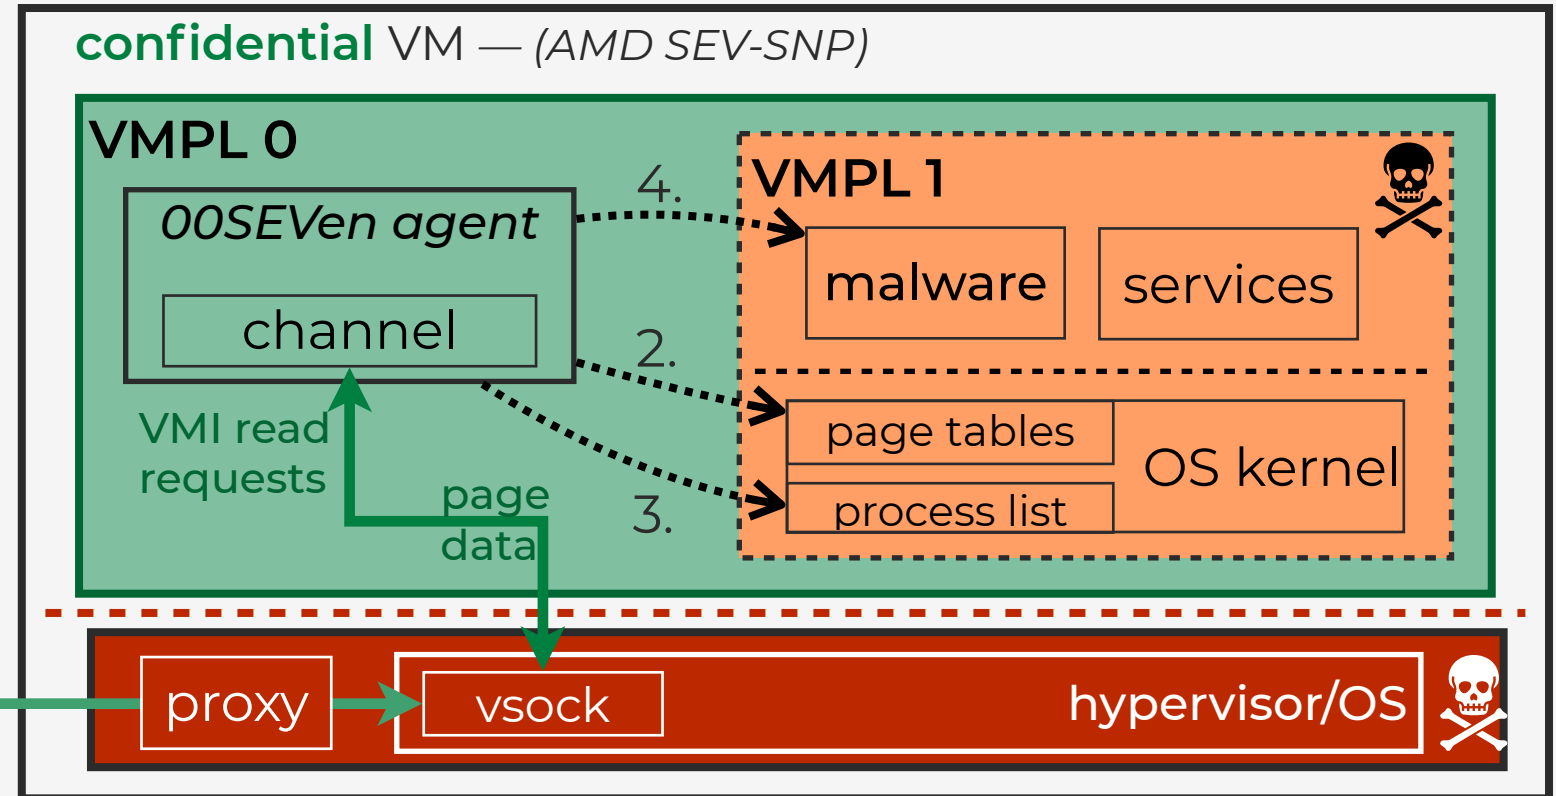 confidential VM — (AMD SEV-SNP)
VMPL 0
00SEVen agent
channel
4.
2.
3.
VMPL 1
malware
services
page tables
process list
OS kernel
VMI read
requests
page
data
proxy
vsock
hypervisor/OS